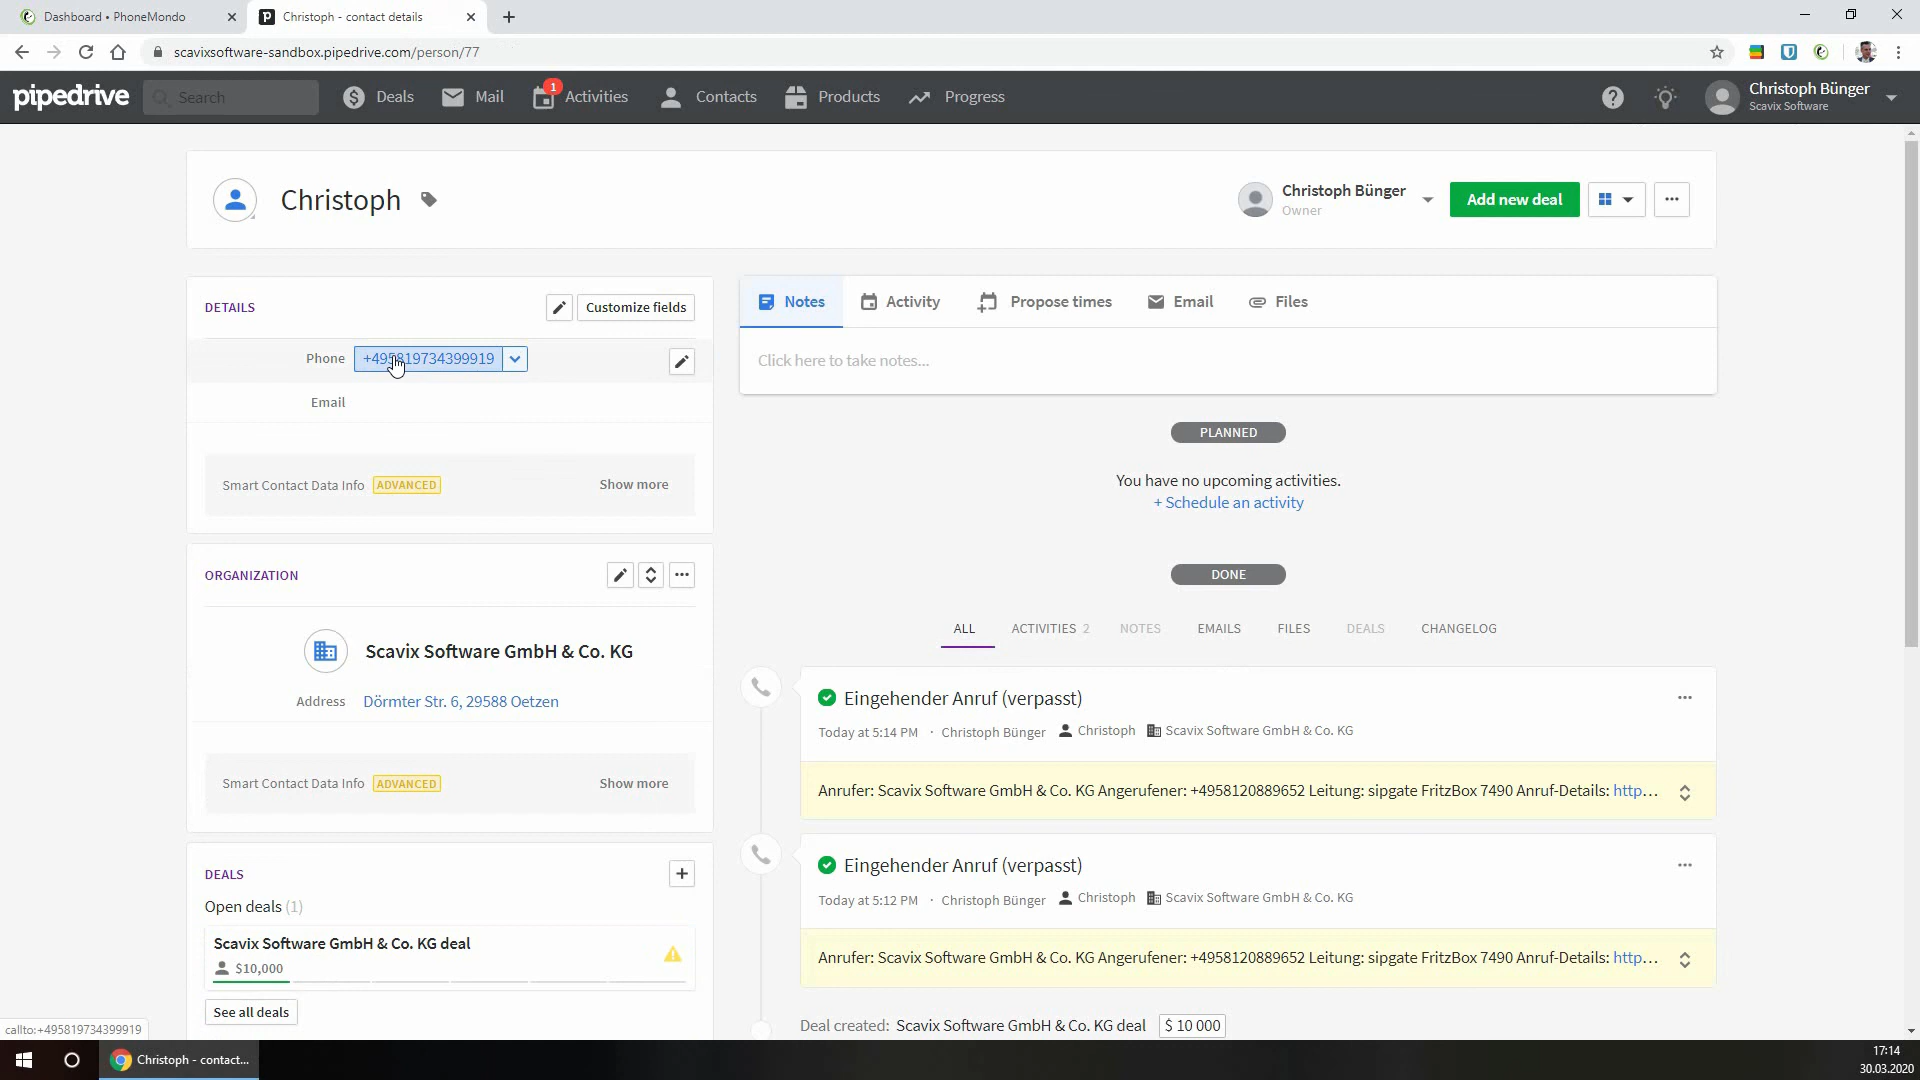 Dashboard • PhoneMondo
Christoph - contact details
scavixsoftware-sandbox.pipedrive.com/person/77
pipedrive
Search
Deals
Mail
1
Activities
Contacts
Products
Progress
Christoph Bünger
Scavix Software
Christoph
Christoph Bünger
Owner
Add new deal
DETAILS
Customize fields
Phone +495819734399919
Email
Smart Contact Data Info ADVANCED Show more
ORGANIZATION
Scavix Software GmbH & Co. KG
Address Dörmter Str. 6, 29588 Oetzen
Smart Contact Data Info ADVANCED Show more
DEALS
Open deals (1)
Scavix Software GmbH & Co. KG deal
$10,000
See all deals
Notes
Activity
Propose times
Email
Files
Click here to take notes...
PLANNED
You have no upcoming activities.
+ Schedule an activity
DONE
ALL
ACTIVITIES 2
NOTES
EMAILS
FILES
DEALS
CHANGELOG
Eingehender Anruf (verpasst)
Today at 5:14 PM · Christoph Bünger Christoph Scavix Software GmbH & Co. KG
Anrufer: Scavix Software GmbH & Co. KG Angerufener: +4958120889652 Leitung: sipgate FritzBox 7490 Anruf-Details: http...
Eingehender Anruf (verpasst)
Today at 5:12 PM · Christoph Bünger Christoph Scavix Software GmbH & Co. KG
Anrufer: Scavix Software GmbH & Co. KG Angerufener: +4958120889652 Leitung: sipgate FritzBox 7490 Anruf-Details: http...
Deal created: Scavix Software GmbH & Co. KG deal $ 10 000
callto:+495819734399919
Christoph - contact...
17:14
30.03.2020